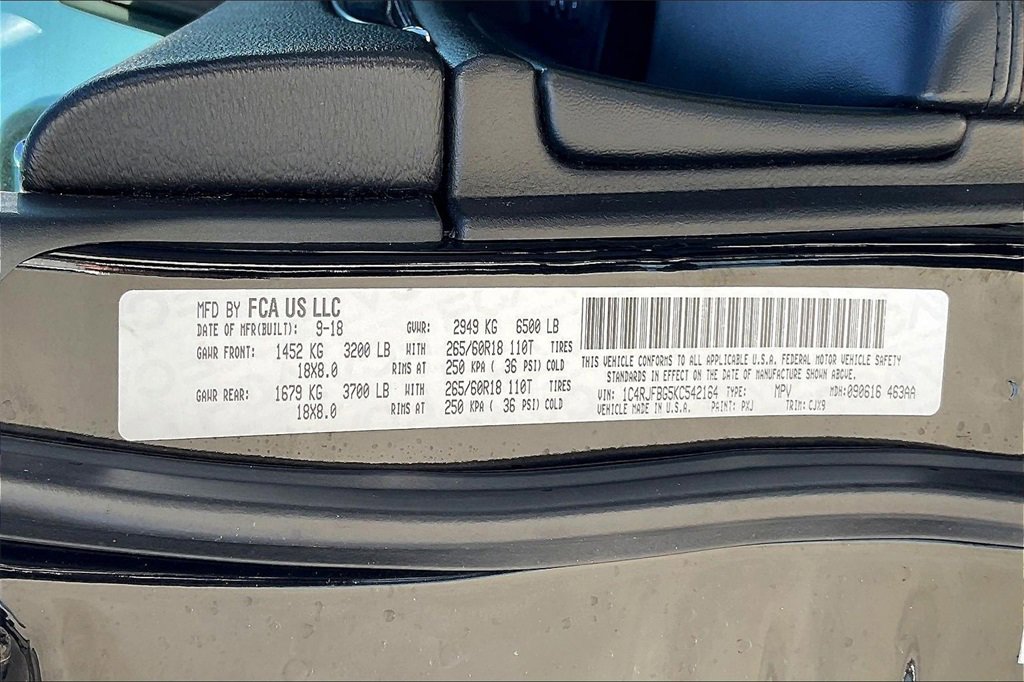 MFD BY FCA US LLC
DATE OF MFR(BUILT): 9-18 GVWR: 2949 KG 6500 LB
GAWR FRONT: 1452 KG 3200 LB WITH 265/60R18 110T TIRES
18X8.0 RIMS AT 250 KPA ( 36 PSI) COLD
GAWR REAR: 1679 KG 3700 LB WITH 265/60R18 110T TIRES
18X8.0 RIMS AT 250 KPA ( 36 PSI) COLD
THIS VEHICLE CONFORMS TO ALL APPLICABLE U.S.A. FEDERAL MOTOR VEHICLE SAFETY
STANDARDS IN EFFECT ON THE DATE OF MANUFACTURE SHOWN ABOVE.
VIN: 1C4RJFBG5KC542164 TYPE: MPV MDH: 090616 463AA
VEHICLE MADE IN U.S.A. PAINT: PXJ TRIM: CJX9